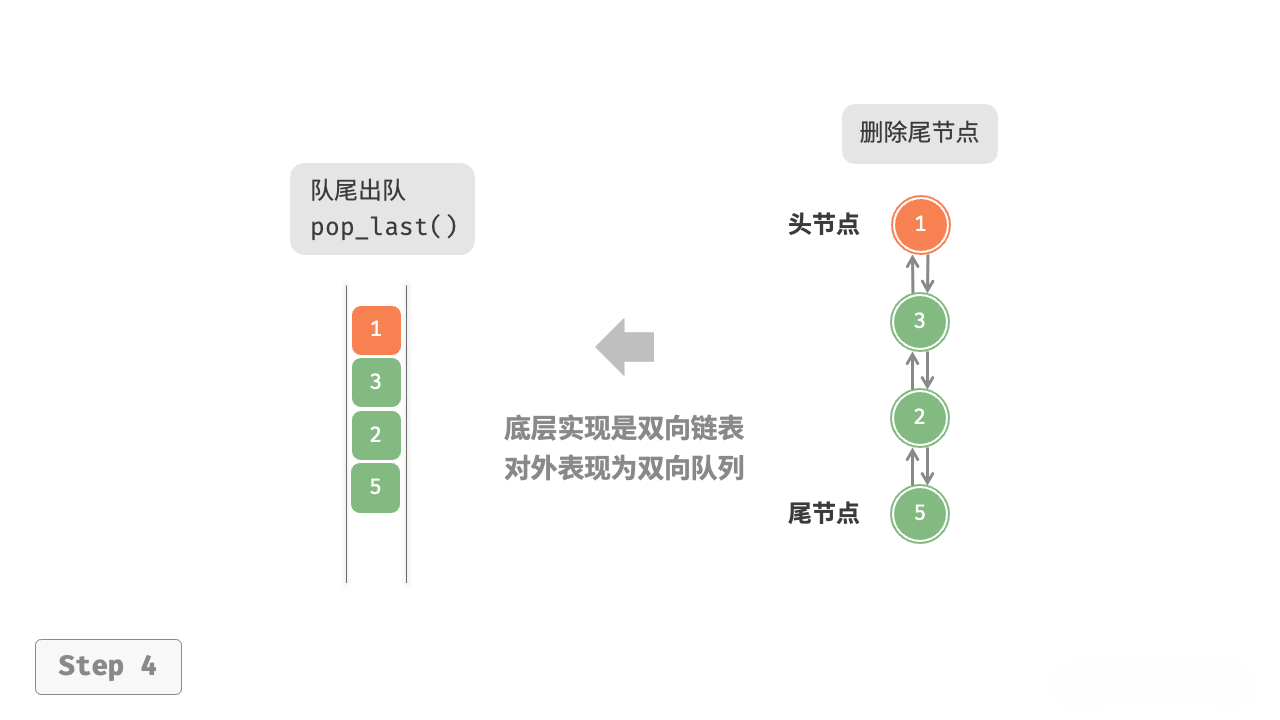 删除尾节点
队尾出队
pop_last()
头节点
1
3
2
5
尾节点
1
3
2
5
底层实现是双向链表
对外表现为双向队列
Step 4